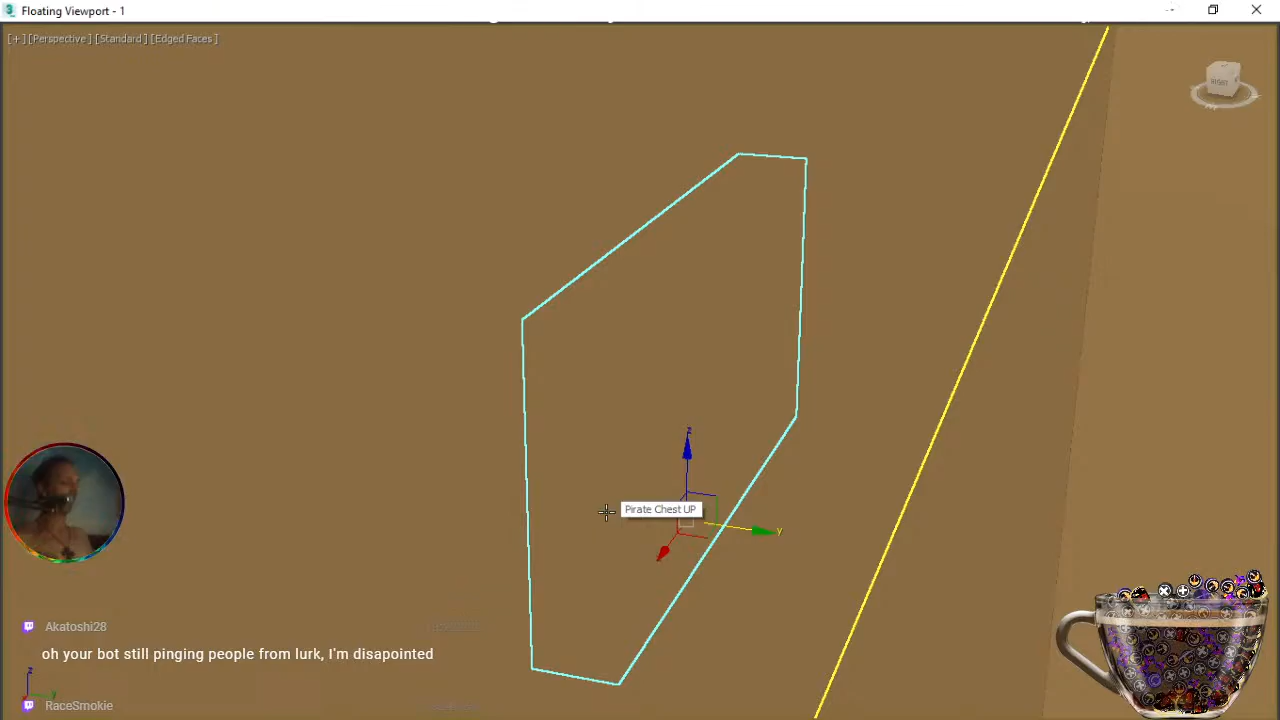 Floating Viewport - 1
[+] [Perspective] [Standard] [Edged Faces]
z
Pirate Chest UP
y
Akatoshi28
oh your bot still pinging people from lurk, I'm disapointed
z
RaceSmokie